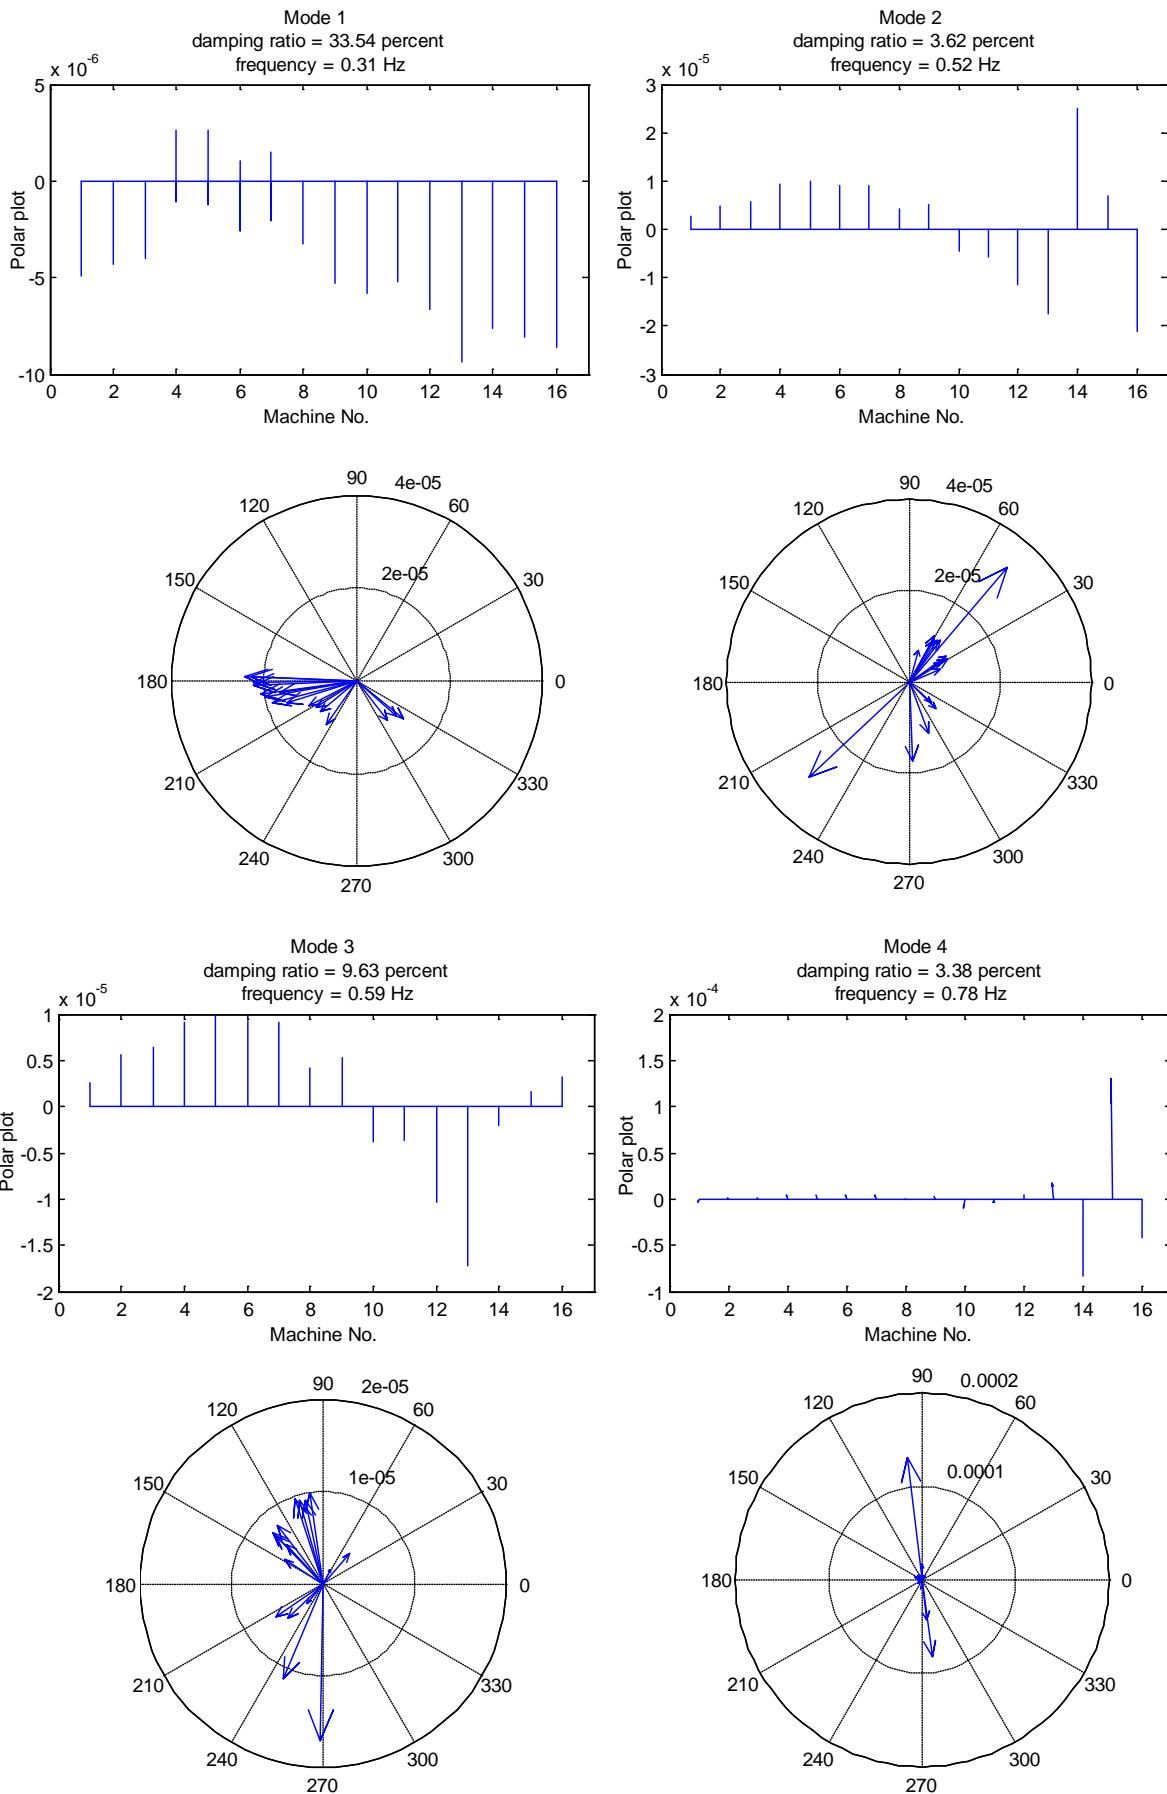 Mode 1
damping ratio = 33.54 percent
frequency = 0.31 Hz
x 10^-6
5
0
-5
-10
Polar plot
0 2 4 6 8 10 12 14 16
Machine No.
Mode 2
damping ratio = 3.62 percent
frequency = 0.52 Hz
x 10^-5
3
2
1
0
-1
-2
-3
Polar plot
0 2 4 6 8 10 12 14 16
Machine No.
90 4e-05
120 60
2e-05
150 30
180 0
210 330
240 300
270
90 4e-05
120 60
2e-05
150 30
180 0
210 330
240 300
270
Mode 3
damping ratio = 9.63 percent
frequency = 0.59 Hz
x 10^-5
1
0.5
0
-0.5
-1
-1.5
-2
Polar plot
0 2 4 6 8 10 12 14 16
Machine No.
Mode 4
damping ratio = 3.38 percent
frequency = 0.78 Hz
x 10^-4
2
1.5
1
0.5
0
-0.5
-1
Polar plot
0 2 4 6 8 10 12 14 16
Machine No.
90 2e-05
120 60
1e-05
150 30
180 0
210 330
240 300
270
90 0.0002
120 60
0.0001
150 30
180 0
210 330
240 300
270